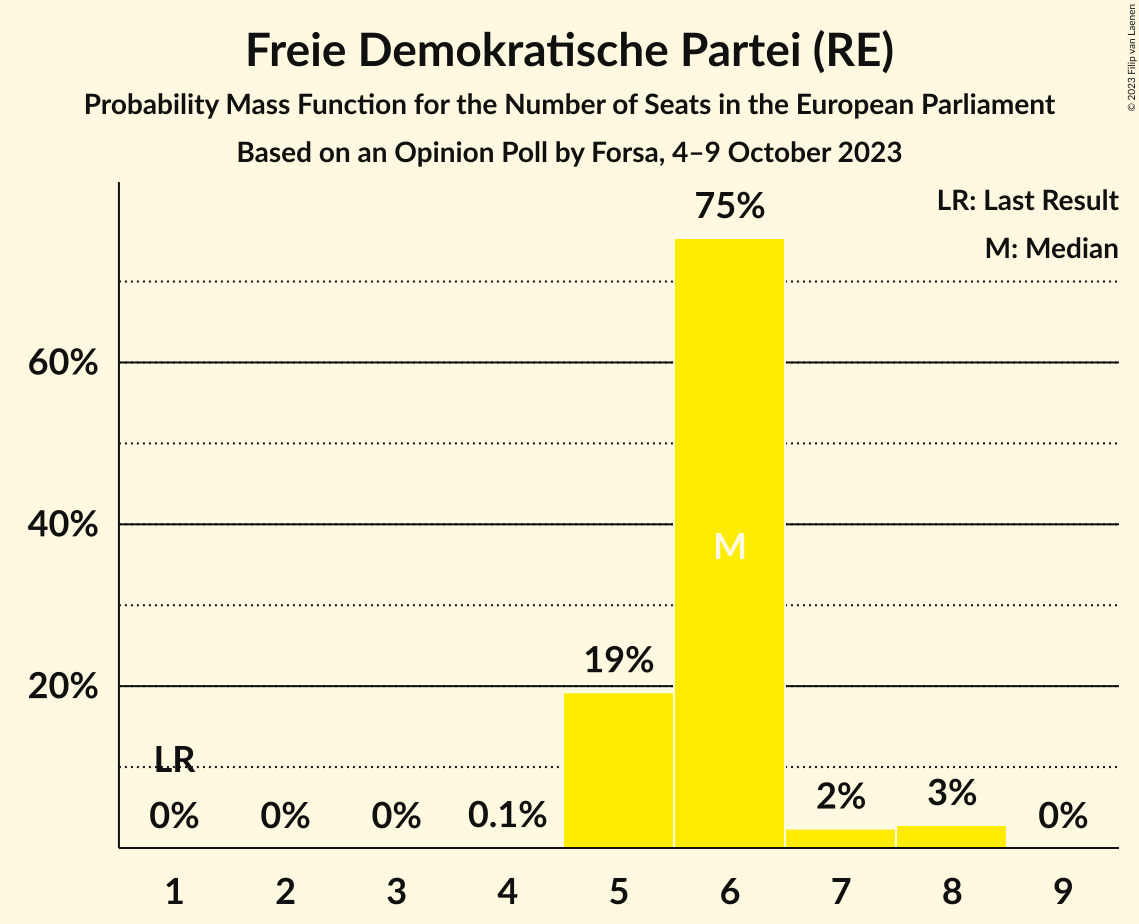 Freie Demokratische Partei (RE)
Probability Mass Function for the Number of Seats in the European Parliament
Based on an Opinion Poll by Forsa, 4–9 October 2023
© 2023 Filip van Laenen
LR: Last Result
M: Median
75%
60%
40%
M
19%
20%
LR
0%
0%
0%
0.1%
2%
3%
0%
1 2 3 4 5 6 7 8 9